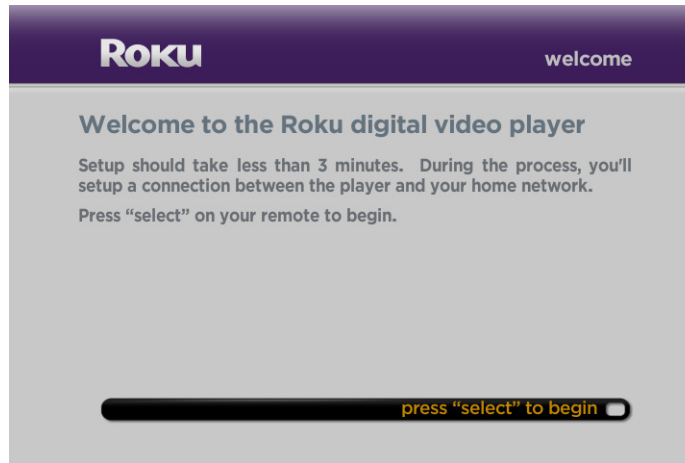 Roku
welcome
Welcome to the Roku digital video player
Setup should take less than 3 minutes. During the process, you'll
setup a connection between the player and your home network.
Press “select” on your remote to begin.
press “select” to begin